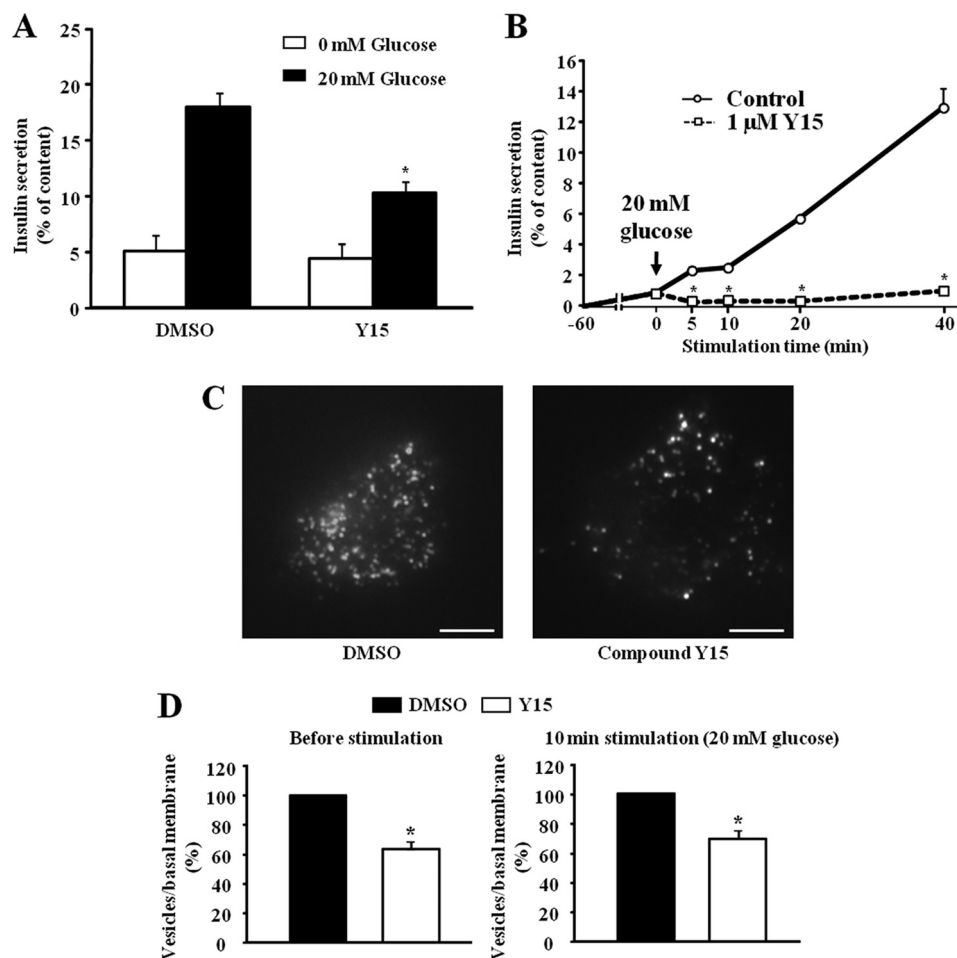 A
Insulin secretion
(% of content)
25
20
15
10
5
0
0 mM Glucose
20 mM Glucose
*
DMSO
Y15
B
Insulin secretion
(% of content)
16
14
12
10
8
6
4
2
0
Control
1 µM Y15
20 mM
glucose
* * * *
-60 0 5 10 20 40
Stimulation time (min)
C
DMSO
Compound Y15
D
DMSO Y15
Before stimulation
Vesicles/basal membrane
(%)
120
100
80
60
40
20
0
*
10 min stimulation (20 mM glucose)
Vesicles/basal membrane
(%)
120
100
80
60
40
20
0
*